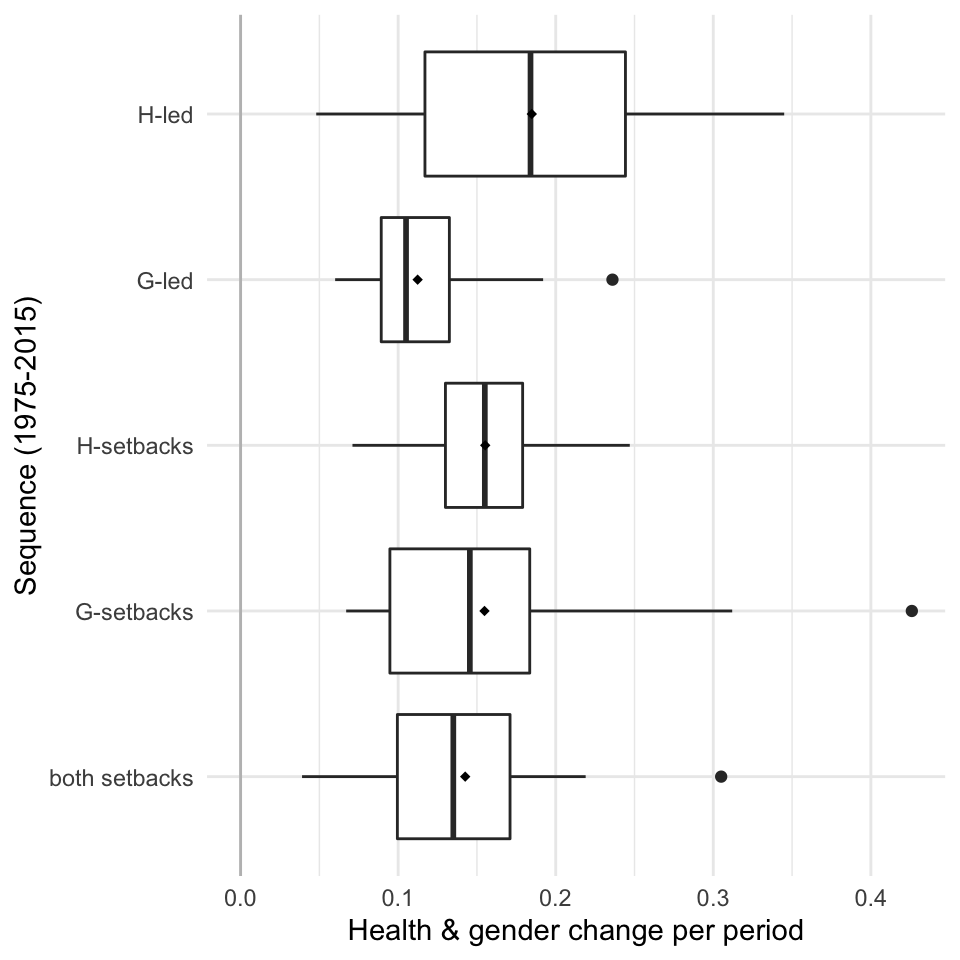 Sequence (1975-2015)
H-led
G-led
H-setbacks
G-setbacks
both setbacks
0.0 0.1 0.2 0.3 0.4
Health & gender change per period